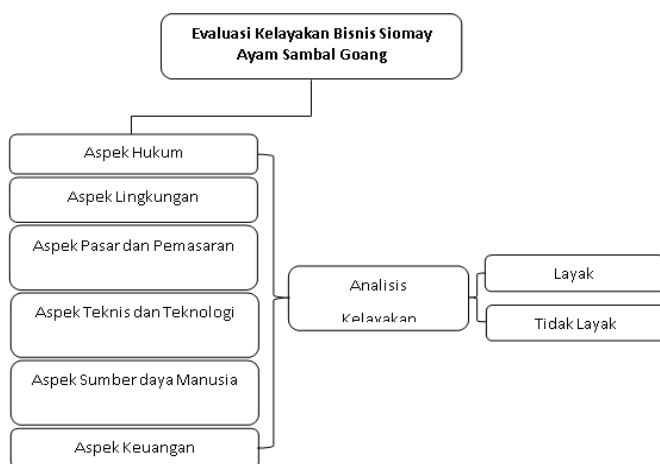 Evaluasi Kelayakan Bisnis Siomay
Ayam Sambal Goang
Aspek Hukum
Aspek Lingkungan
Aspek Pasar dan Pemasaran
Aspek Teknis dan Teknologi
Aspek Sumber daya Manusia
Aspek Keuangan
Analisis
Kelayakan
Layak
Tidak Layak